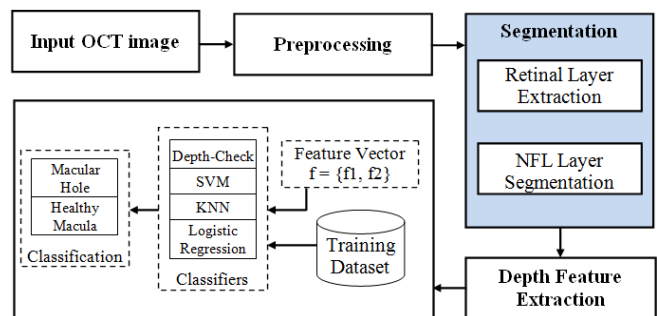 Input OCT image
Preprocessing
Segmentation
Retinal Layer
Extraction
NFL Layer
Segmentation
Depth Feature
Extraction
Feature Vector
f = {f1, f2}
Training
Dataset
Depth-Check
SVM
KNN
Logistic
Regression
Classifiers
Macular
Hole
Healthy
Macula
Classification